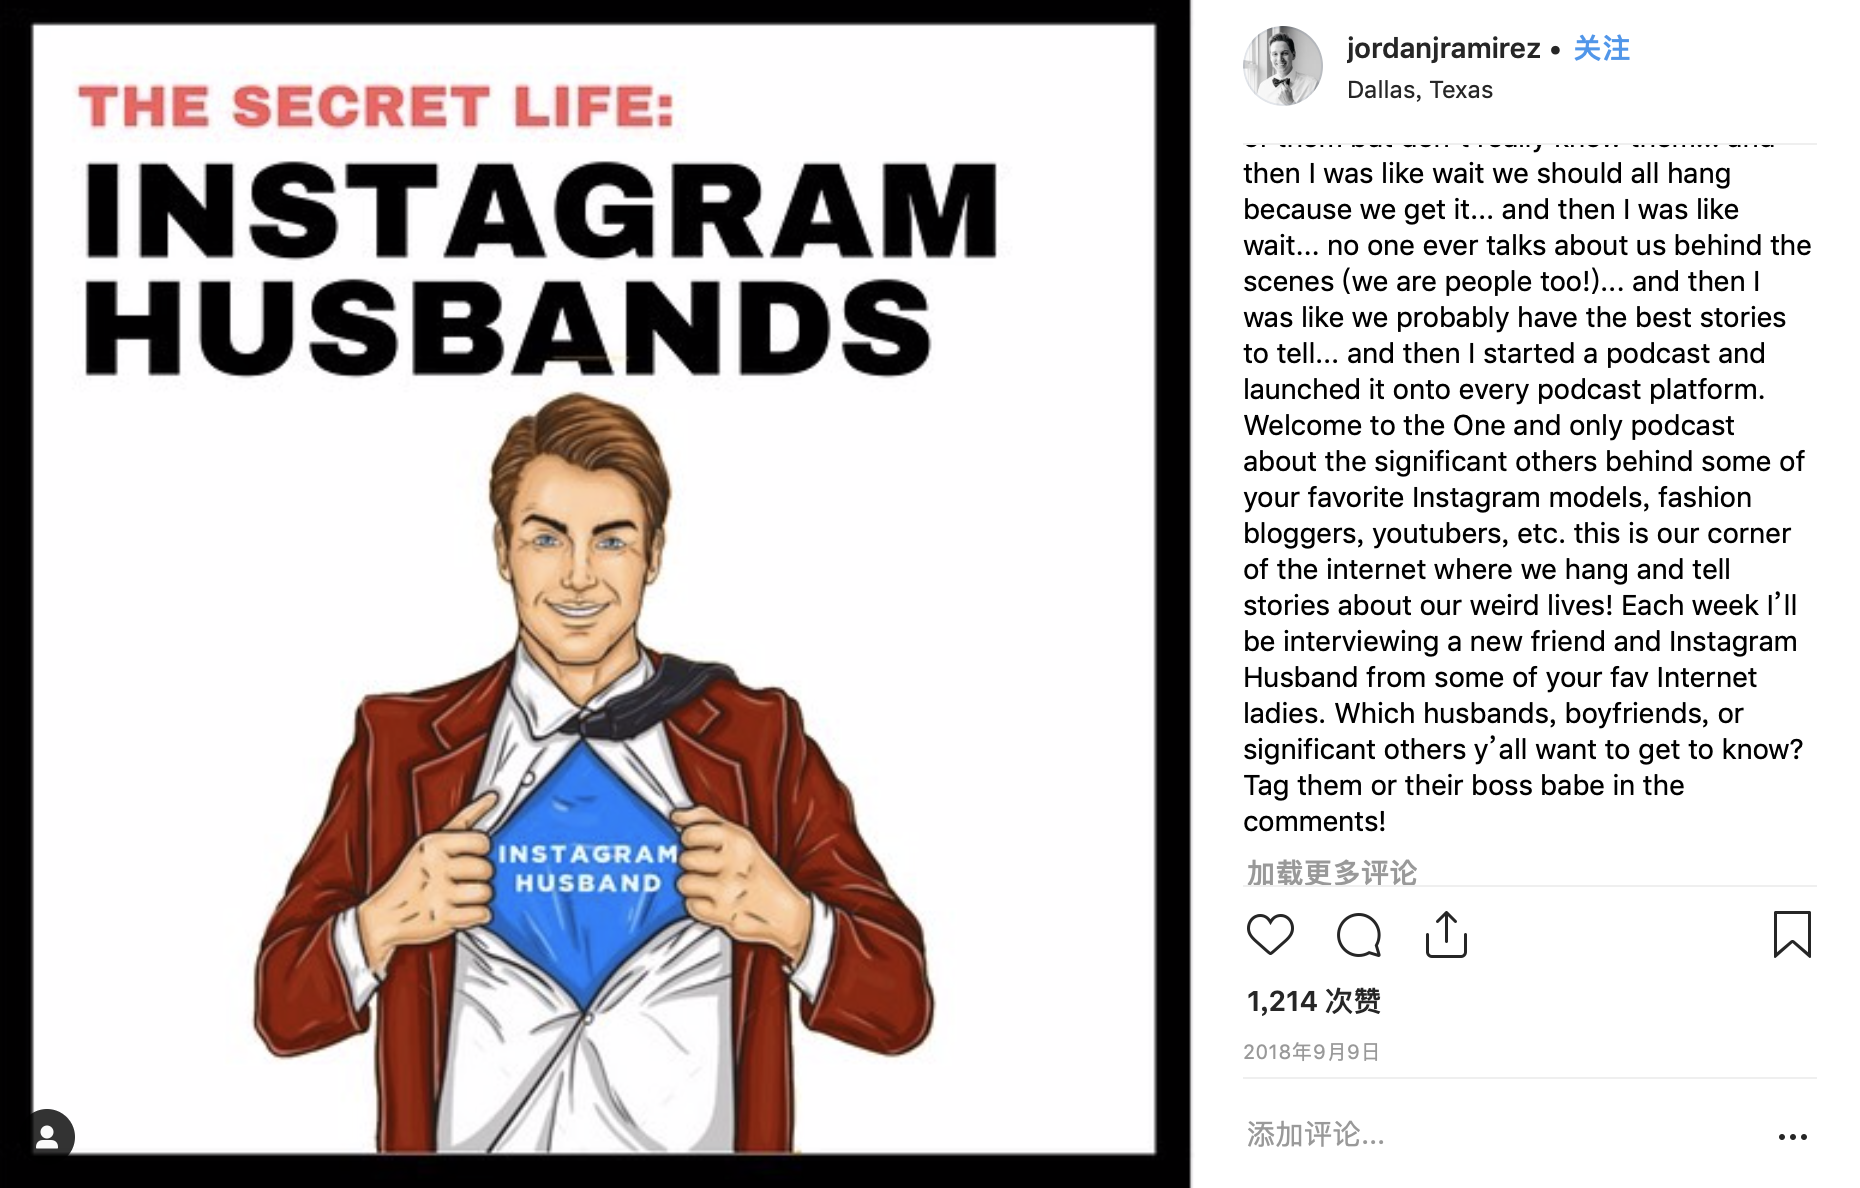 THE SECRET LIFE:
INSTAGRAM
HUSBANDS
INSTAGRAM
HUSBAND
jordanjramirez • 关注
Dallas, Texas
of them but don't really know them... and
then I was like wait we should all hang
because we get it... and then I was like
wait... no one ever talks about us behind the
scenes (we are people too!)... and then I
was like we probably have the best stories
to tell... and then I started a podcast and
launched it onto every podcast platform.
Welcome to the One and only podcast
about the significant others behind some of
your favorite Instagram models, fashion
bloggers, youtubers, etc. this is our corner
of the internet where we hang and tell
stories about our weird lives! Each week I’ll
be interviewing a new friend and Instagram
Husband from some of your fav Internet
ladies. Which husbands, boyfriends, or
significant others y’all want to get to know?
Tag them or their boss babe in the
comments!
加载更多评论
1,214 次赞
2018年9月9日
添加评论...